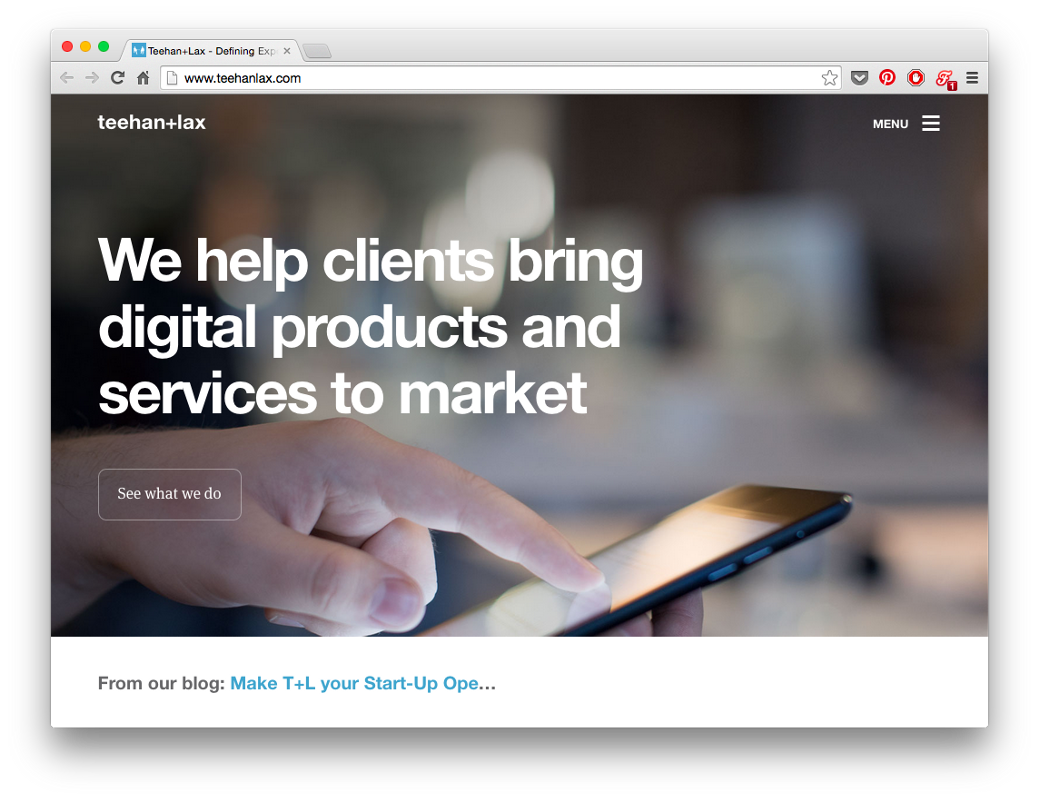 Teehan+Lax - Defining Exp
www.teehanlax.com
1
teehan+lax
MENU
We help clients bring
digital products and
services to market
See what we do
From our blog: Make T+L your Start-Up Ope...